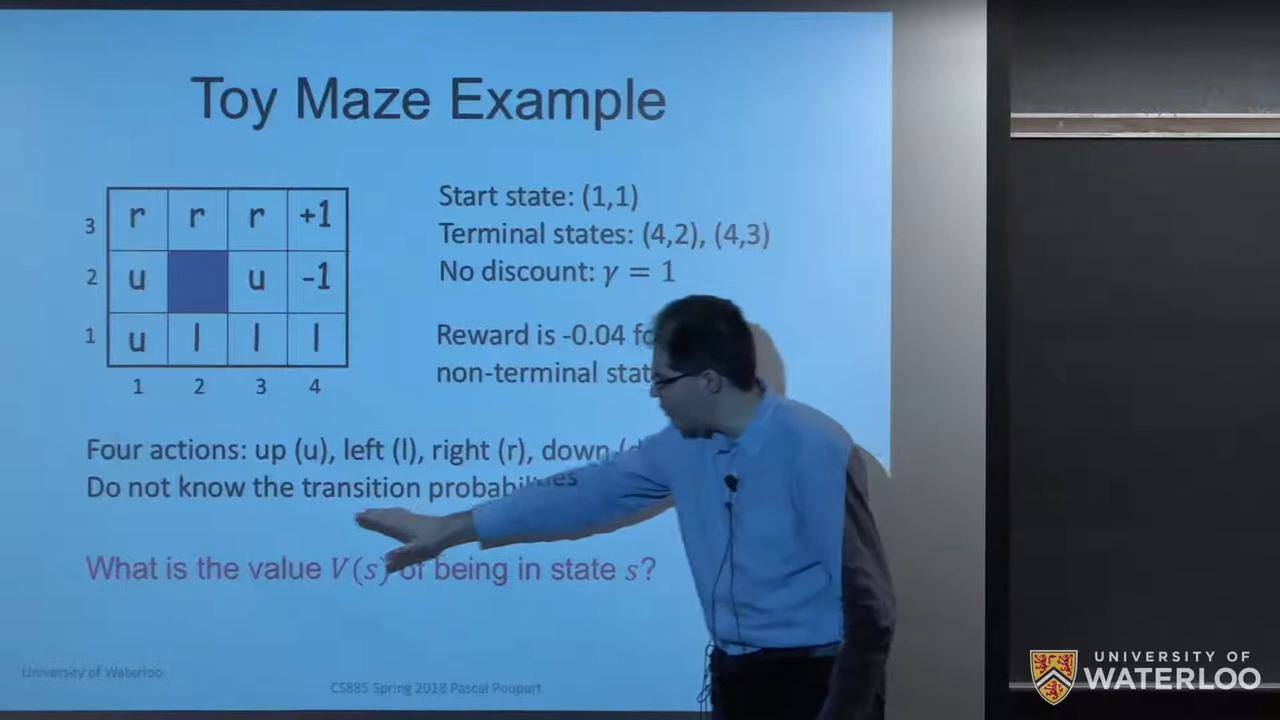 Toy Maze Example
3 r r r +1
2 u u -1
1 u l l l
1 2 3 4
Start state: (1,1)
Terminal states: (4,2), (4,3)
No discount: γ = 1
Reward is -0.04
non-terminal
Four actions: up (u), left (l), right (r), down
Do not know the transition probabilities
What is the value V(s) of being in state s?
University of Waterloo
CS885 Spring 2018 Pascal Poupart
UNIVERSITY OF
WATERLOO